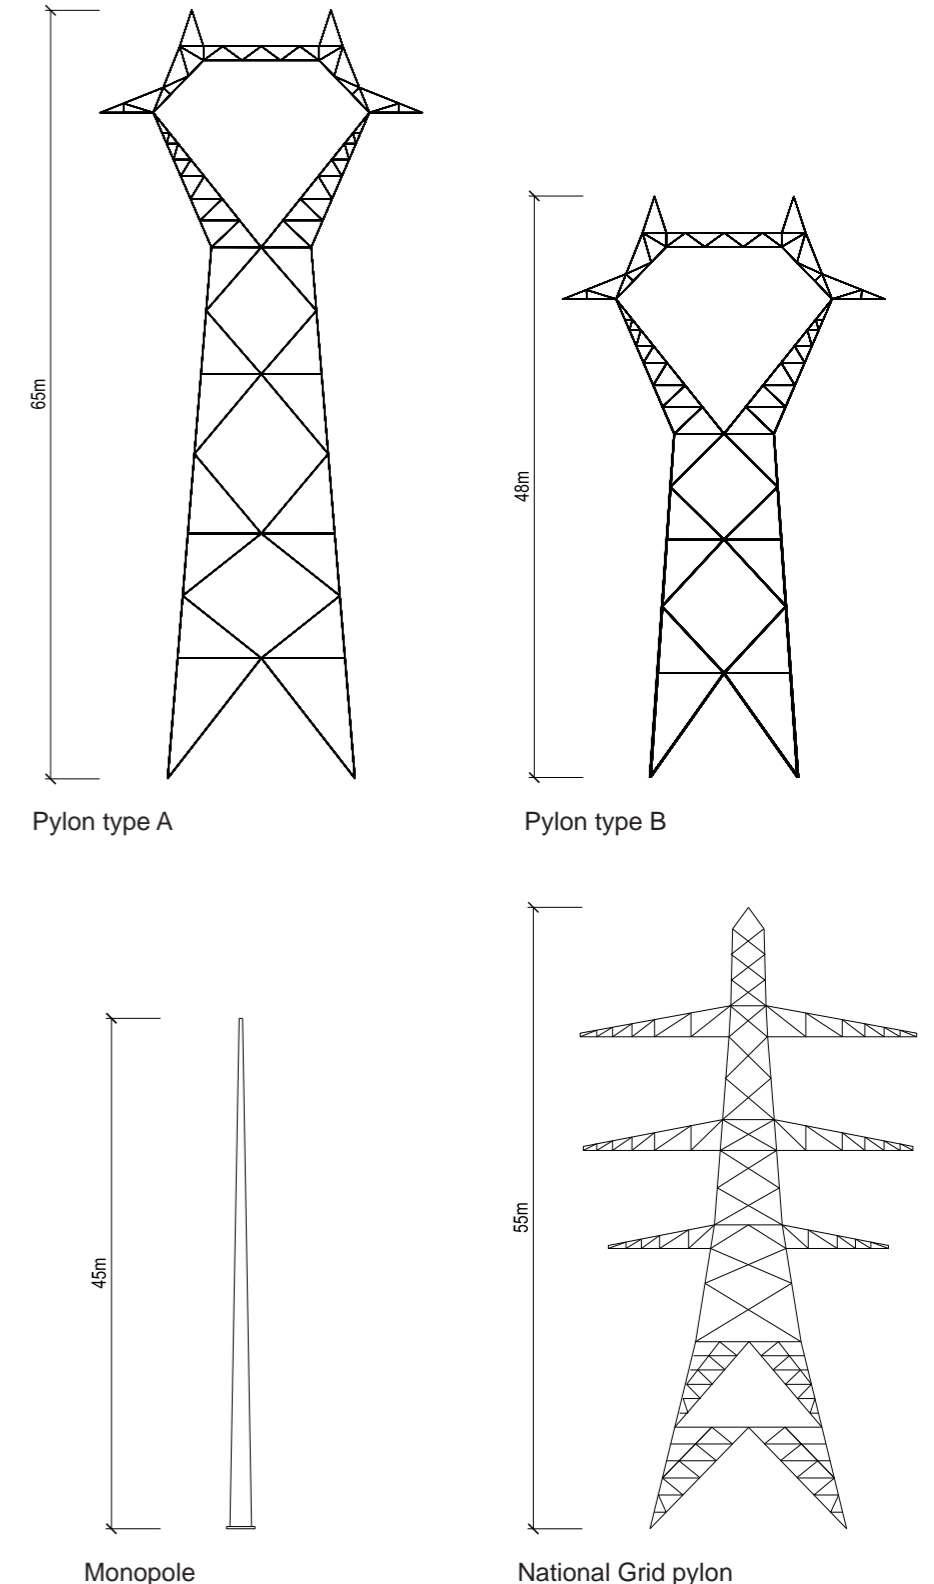 65m
48m
Pylon type A
Pylon type B
45m
55m
Monopole
National Grid pylon